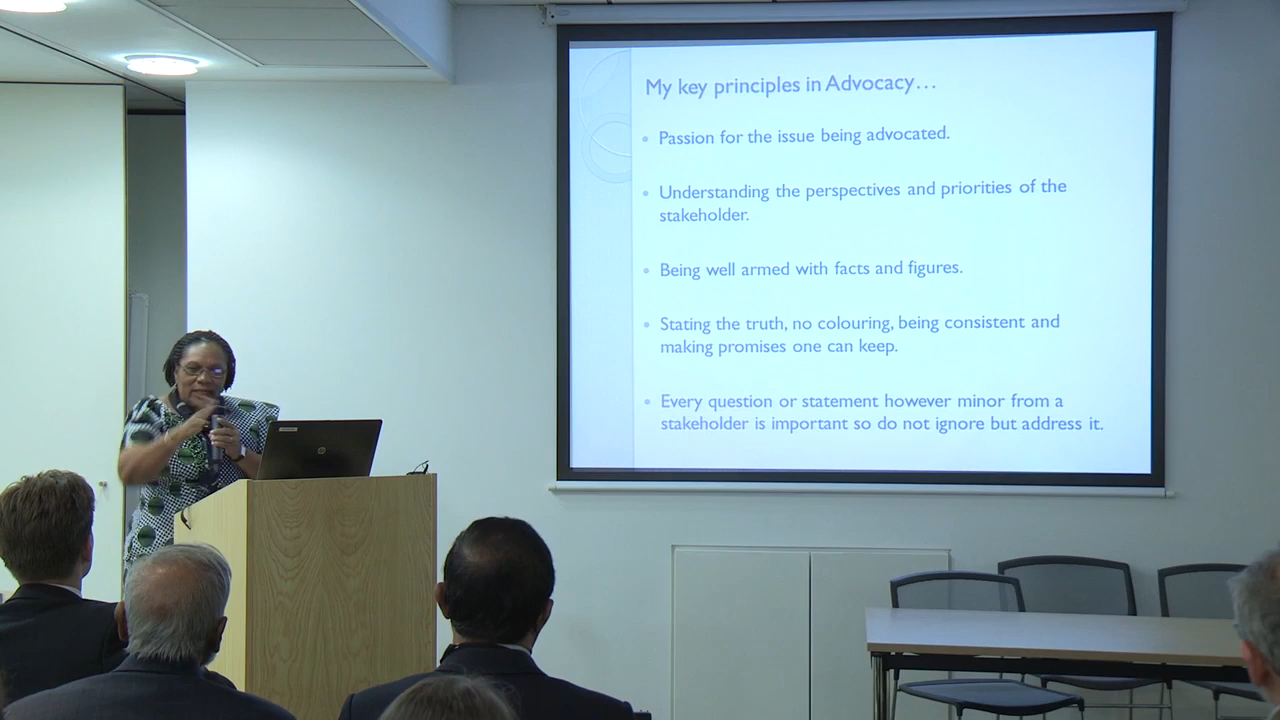 My key principles in Advocacy…
• Passion for the issue being advocated.
• Understanding the perspectives and priorities of the
stakeholder.
• Being well armed with facts and figures.
• Stating the truth, no colouring, being consistent and
making promises one can keep.
• Every question or statement however minor from a
stakeholder is important so do not ignore but address it.